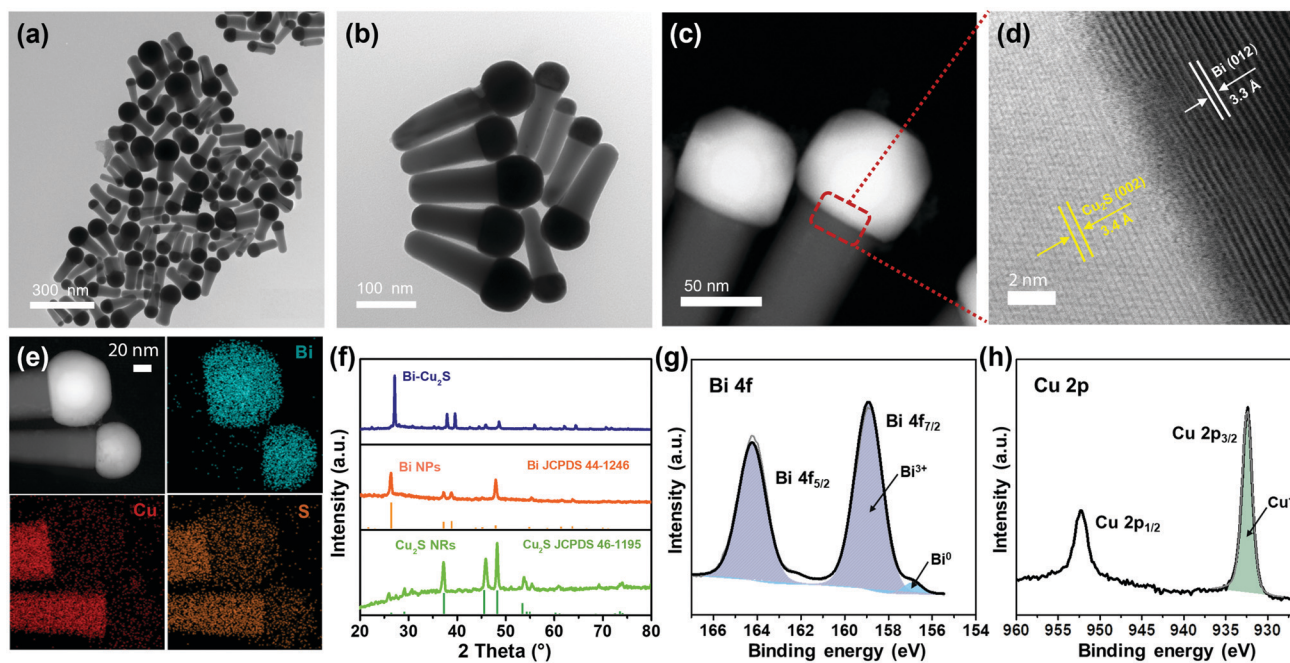 (a)
300 nm
(b)
100 nm
(c)
50 nm
(d)
Bi (012)
3.3 Å
Cu₂S (002)
3.4 Å
2 nm
(e)
20 nm
Bi
Cu
S
(f)
Bi-Cu₂S
Bi NPs
Bi JCPDS 44-1246
Cu₂S NRs
Cu₂S JCPDS 46-1195
Intensity (a.u.)
20 30 40 50 60 70 80
2 Theta (°)
(g)
Bi 4f
Bi 4f₇/₂
Bi 4f₅/₂
Bi³⁺
Bi⁰
Intensity (a.u.)
166 164 162 160 158 156 154
Binding energy (eV)
(h)
Cu 2p
Cu 2p₃/₂
Cu 2p₁/₂
Intensity (a.u.)
960 955 950 945 940 935 930
Binding energy (eV)